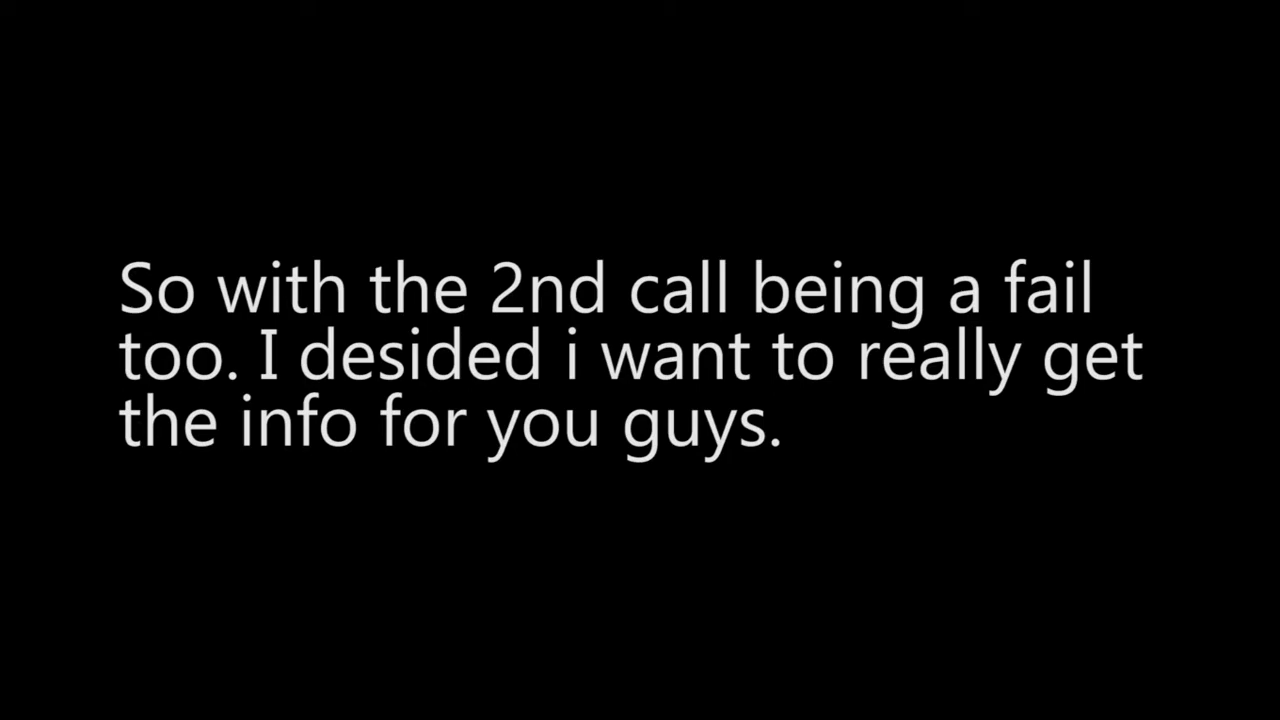 So with the 2nd call being a fail
too. I desided i want to really get
the info for you guys.